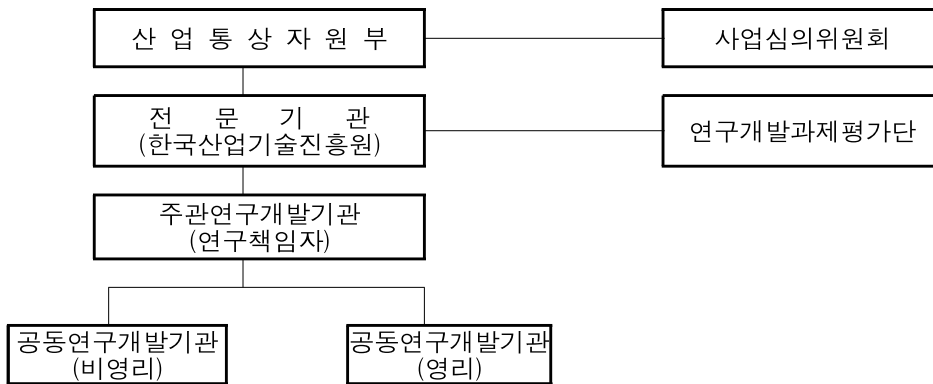 산 업 통 상 자 원 부
사업심의위원회
전 문 기 관
(한국산업기술진흥원)
연구개발과제평가단
주관연구개발기관
(연구책임자)
공동연구개발기관
(비영리)
공동연구개발기관
(영리)